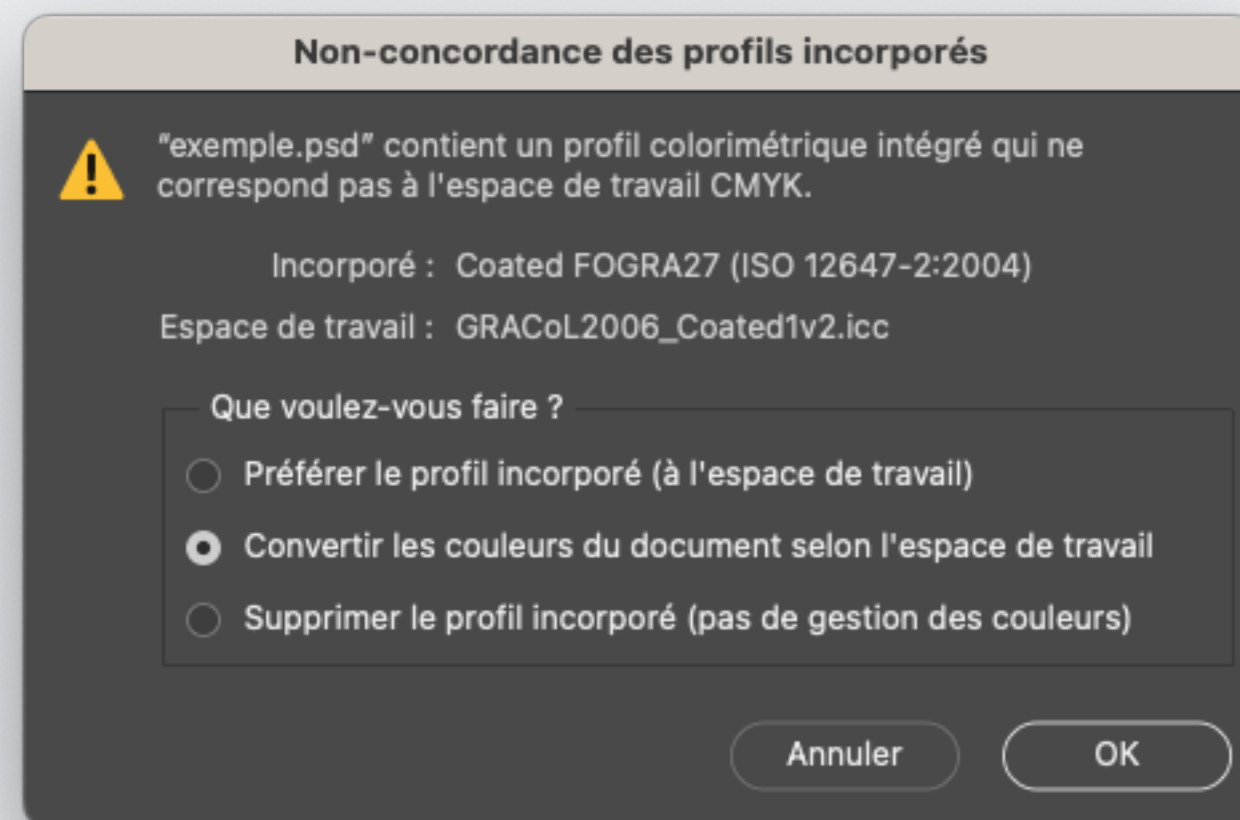 Non-concordance des profils incorporés
"exemple.psd" contient un profil colorimétrique intégré qui ne
correspond pas à l'espace de travail CMYK.
Incorporé : Coated FOGRA27 (ISO 12647-2:2004)
Espace de travail : GRACoL2006_Coated1v2.icc
Que voulez-vous faire ?
Préférer le profil incorporé (à l'espace de travail)
Convertir les couleurs du document selon l'espace de travail
Supprimer le profil incorporé (pas de gestion des couleurs)
Annuler OK